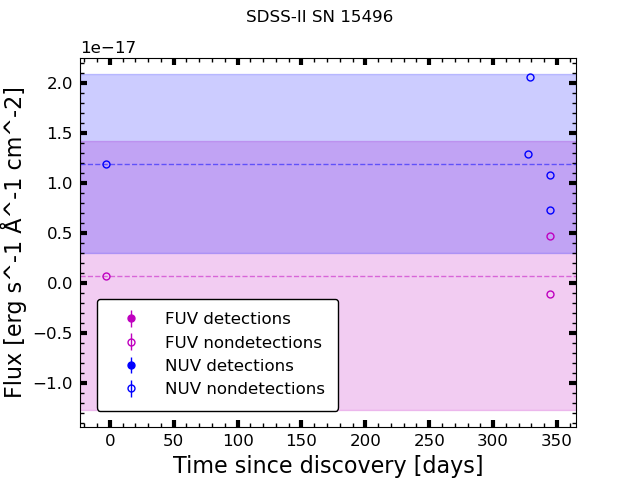 SDSS-II SN 15496
1e−17
2.0
1.5
1.0
0.5
0.0
−0.5
−1.0
Flux [erg s^-1 Å^-1 cm^-2]
FUV detections
FUV nondetections
NUV detections
NUV nondetections
0 50 100 150 200 250 300 350
Time since discovery [days]